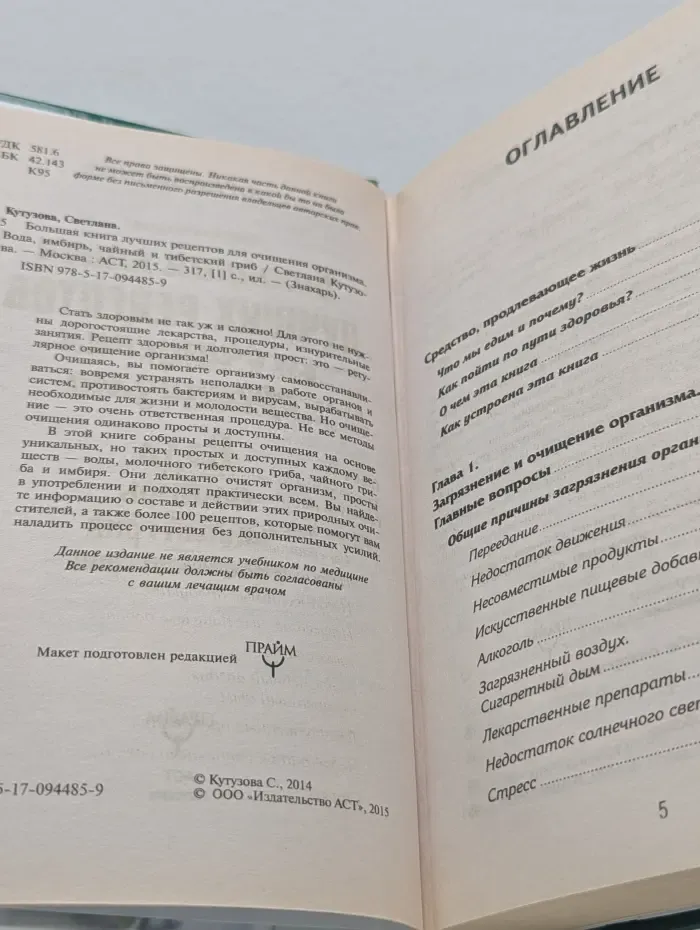 УДК 581.6
ББК 42.143
К95
Все права защищены. Никакая часть данной книги
не может быть воспроизведена в какой бы то ни было
форме без письменного разрешения владельцев авторских прав.
Кутузова, Светлана.
5 Большая книга лучших рецептов для очищения организма.
Вода, имбирь, чайный и тибетский гриб / Светлана Кутузо-
ва. — Москва : АСТ, 2015. — 317, [1] с., ил — (Знахарь).
ISBN 978-5-17-094485-9
Стать здоровым не так уж и сложно! Для этого не нуж-
ны дорогостоящие лекарства, процедуры, изнурительные
занятия. Рецепт здоровья и долголетия прост: это — регу-
лярное очищение организма!
Очищаясь, вы помогаете организму самовосстанавли-
ваться: вовремя устранять неполадки в работе органов и
систем, противостоять бактериям и вирусам, вырабатывать
необходимые для жизни и молодости вещества. Но очище-
ние — это очень ответственная процедура. Не все методы
очищения одинаково просты и доступны.
В этой книге собраны рецепты очищения на основе
уникальных, но таких простых и доступных каждому ве-
ществ — воды, молочного тибетского гриба, чайного гри-
ба и имбиря. Они деликатно очистят организм, просты
в употреблении и подходят практически всем. Вы найде-
те информацию о составе и действии этих природных очи-
стителей, а также более 100 рецептов, которые помогут вам
наладить процесс очищения без дополнительных усилий.
Данное издание не является учебником по медицине
Все рекомендации должны быть согласованы
с вашим лечащим врачом
Макет подготовлен редакцией ПРАЙМ
5-17-094485-9
© Кутузова С., 2014
© ООО «Издательство АСТ», 2015
ОГЛАВЛЕНИЕ
Средство, продлевающее жизнь
Что мы едим и почему?
Как пойти по пути здоровья?
О чем эта книга
Как устроена эта книга
Глава 1.
Загрязнение и очищение организма.
Главные вопросы
Общие причины загрязнения орган
Переедание
Недостаток движения
Несовместимые продукты
Искусственные пищевые добав
Алкоголь
Загрязненный воздух.
Сигаретный дым
Лекарственные препараты
Недостаток солнечного свет
Стресс
5